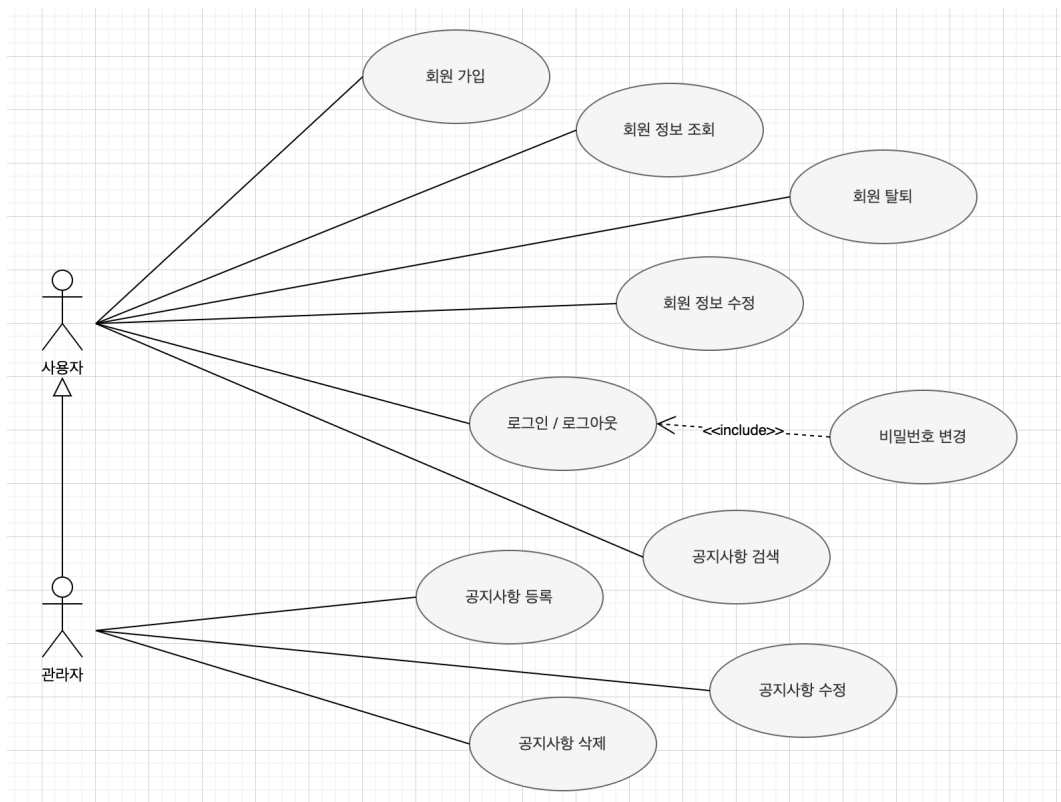 회원 가입
회원 정보 조회
회원 탈퇴
회원 정보 수정
사용자
로그인 / 로그아웃
<<include>>
비밀번호 변경
공지사항 검색
공지사항 등록
관리자
공지사항 수정
공지사항 삭제